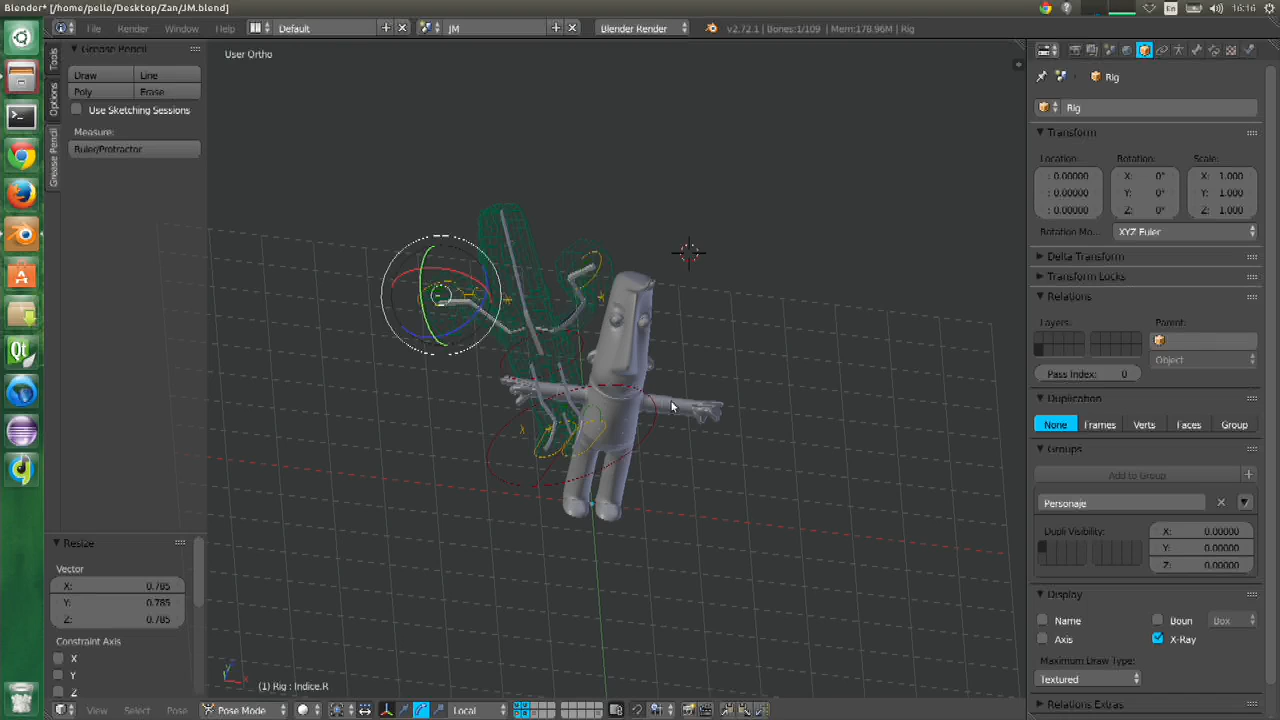 Blender* [/home/pelle/Desktop/Zan/JM.blend]
En 16:16
File Render Window Help Default JM Blender Render v2.72.1 | Bones:1/109 | Mem:178.96M | Rig
Tools
Options
Grease Pencil
Grease Pencil
Draw Line
Poly Erase
Use Sketching Sessions
Measure:
Ruler/Protractor
User Ortho
Resize
Vector
X: 0.785
Y: 0.785
Z: 0.785
Constraint Axis
X
Y
Z
(1) Rig : Indice.R
View Select Pose Pose Mode Local
Rig
Rig
Transform
Location: Rotation: Scale:
: 0.00000 X: 0° X: 1.000
: 0.00000 Y: 0° Y: 1.000
: 0.00000 Z: 0° Z: 1.000
Rotation Mo... XYZ Euler
Delta Transform
Transform Locks
Relations
Layers: Parent:
Object
Pass Index: 0
Duplication
None Frames Verts Faces Group
Groups
Add to Group
Personaje
Dupli Visibility: X: 0.00000
Y: 0.00000
Z: 0.00000
Display
Name Boun Box
Axis X-Ray
Maximum Draw Type:
Textured
Relations Extras